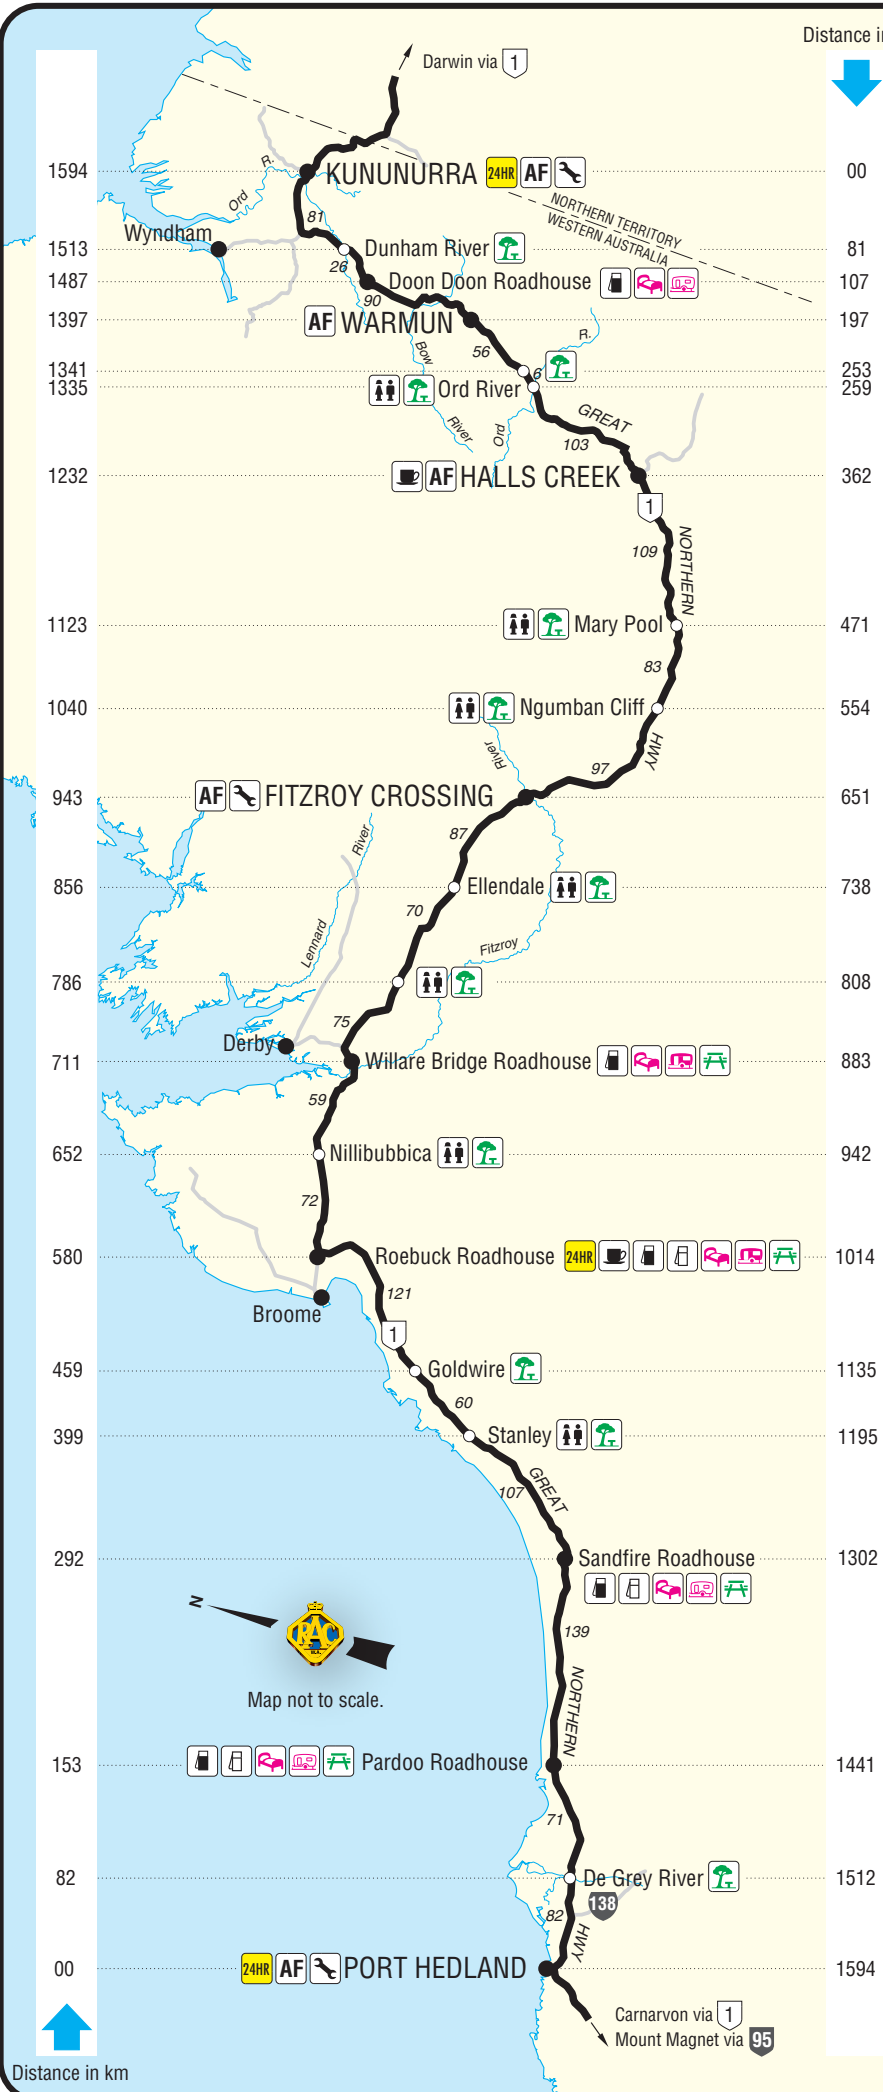 Distance i
Darwin via 1
1594 KUNUNURRA 24HR AF 00
Ord
R.
NORTHERN TERRITORY
WESTERN AUSTRALIA
81
Wyndham
1513 Dunham River 81
26
1487 Doon Doon Roadhouse 107
90
1397 AF WARMUN 197
Bow
River
56
R.
1341 253
6
1335 Ord River 259
Ord
GREAT
103
1232 AF HALLS CREEK 362
1
109
NORTHERN
1123 Mary Pool 471
83
1040 Ngumban Cliff 554
River
HWY
97
943 AF FITZROY CROSSING 651
87
River
Lennard
856 Ellendale 738
70
Fitzroy
786 808
75
Derby
711 Willare Bridge Roadhouse 883
59
652 Nillibubbica 942
72
580 Roebuck Roadhouse 24HR 1014
121
Broome
1
459 Goldwire 1135
60
399 Stanley 1195
GREAT
107
292 Sandfire Roadhouse 1302
N
RAC
139
Map not to scale.
NORTHERN
153 Pardoo Roadhouse 1441
71
82 De Grey River 1512
138
82
HWY
00 24HR AF PORT HEDLAND 1594
Carnarvon via 1
Mount Magnet via 95
Distance in km